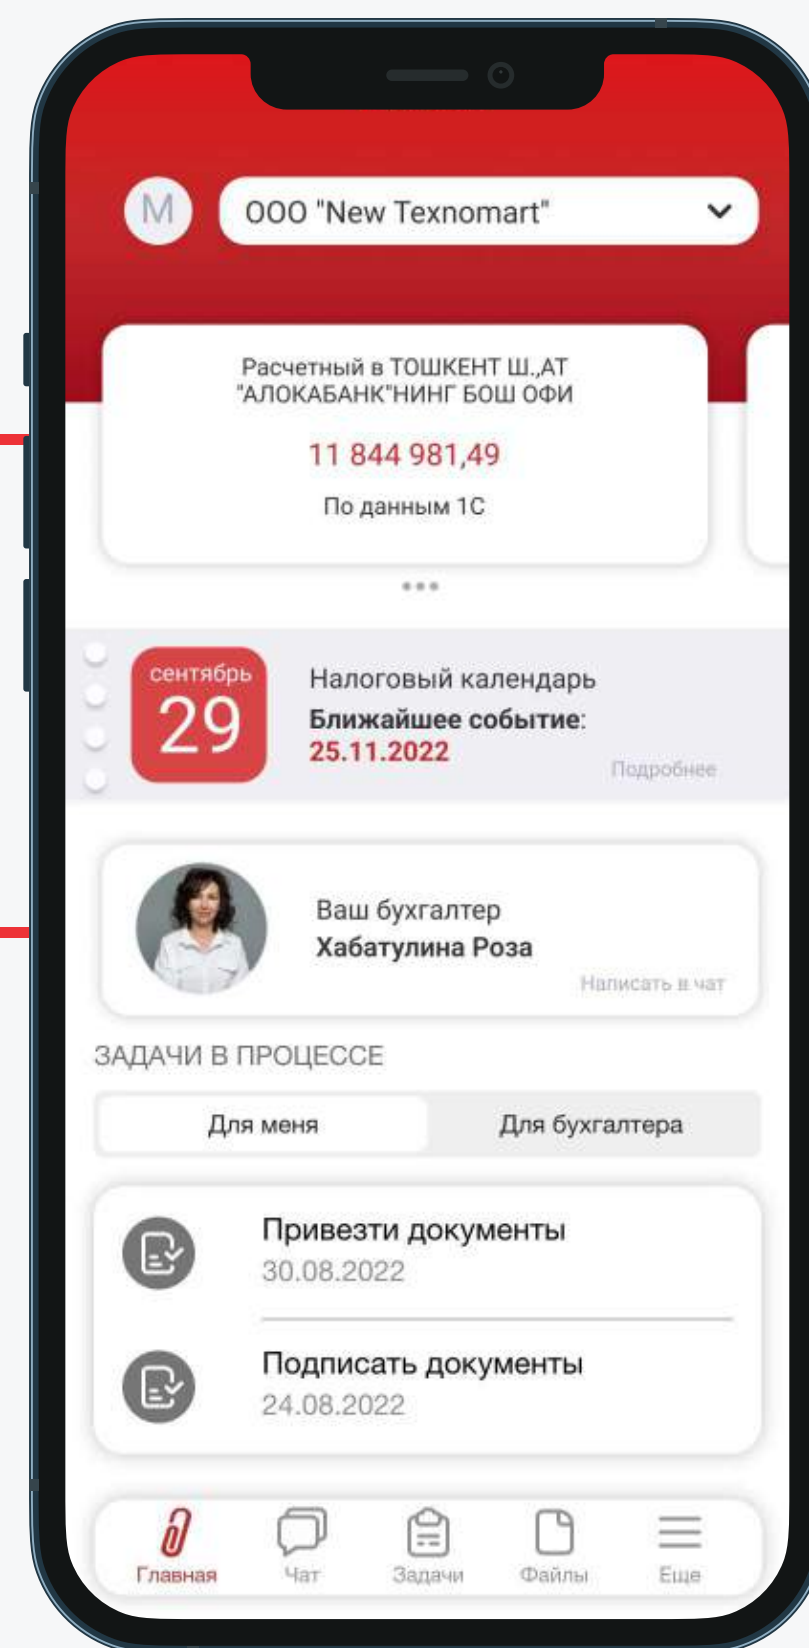 М
ООО "New Texnomart"
Расчетный в ТОШКЕНТ Ш.,АТ
"АЛОКАБАНК"НИНГ БОШ ОФИ
11 844 981,49
По данным 1С
сентябрь
29
Налоговый календарь
Ближайшее событие:
25.11.2022
Подробнее
Ваш бухгалтер
Хабатулина Роза
Написать в чат
ЗАДАЧИ В ПРОЦЕССЕ
Для меня
Для бухгалтера
Привезти документы
30.08.2022
Подписать документы
24.08.2022
Главная
Чат
Задачи
Файлы
Еще